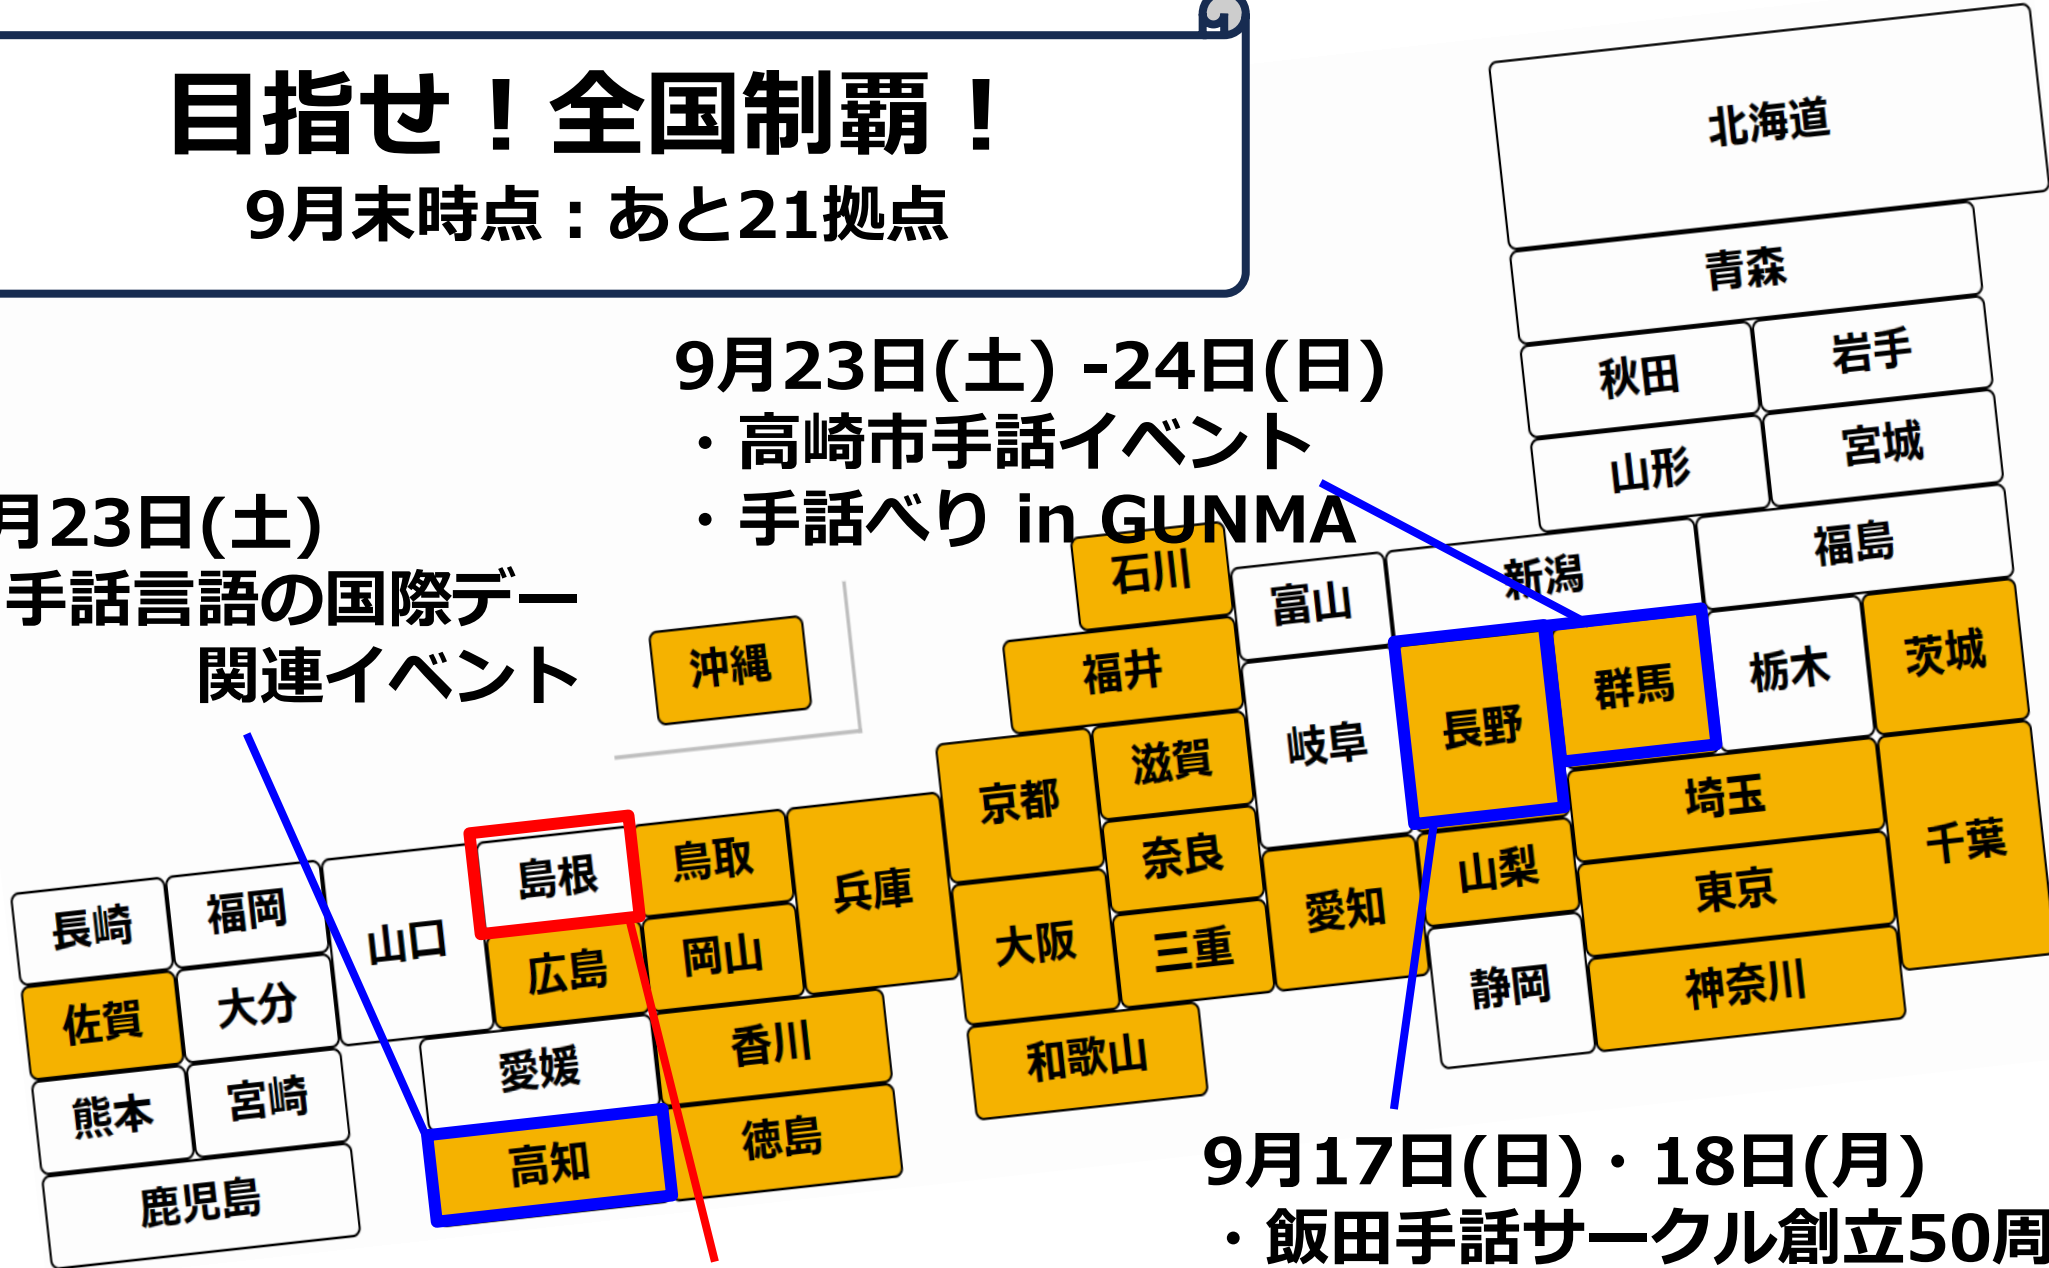 目指せ！全国制覇！
9月末時点：あと21拠点
9月23日(土) -24日(日)
・高崎市手話イベント
・手話べり in GUNMA
月23日(土)
手話言語の国際デー
関連イベント
北海道
青森
秋田
岩手
山形
宮城
石川
富山
新潟
福島
沖縄
福井
岐阜
長野
群馬
栃木
茨城
京都
滋賀
埼玉
千葉
島根
鳥取
兵庫
奈良
愛知
山梨
東京
長崎
福岡
山口
広島
岡山
大阪
三重
静岡
神奈川
佐賀
大分
愛媛
香川
和歌山
熊本
宮崎
高知
徳島
鹿児島
9月17日(日)・18日(月)
・飯田手話サークル創立50周